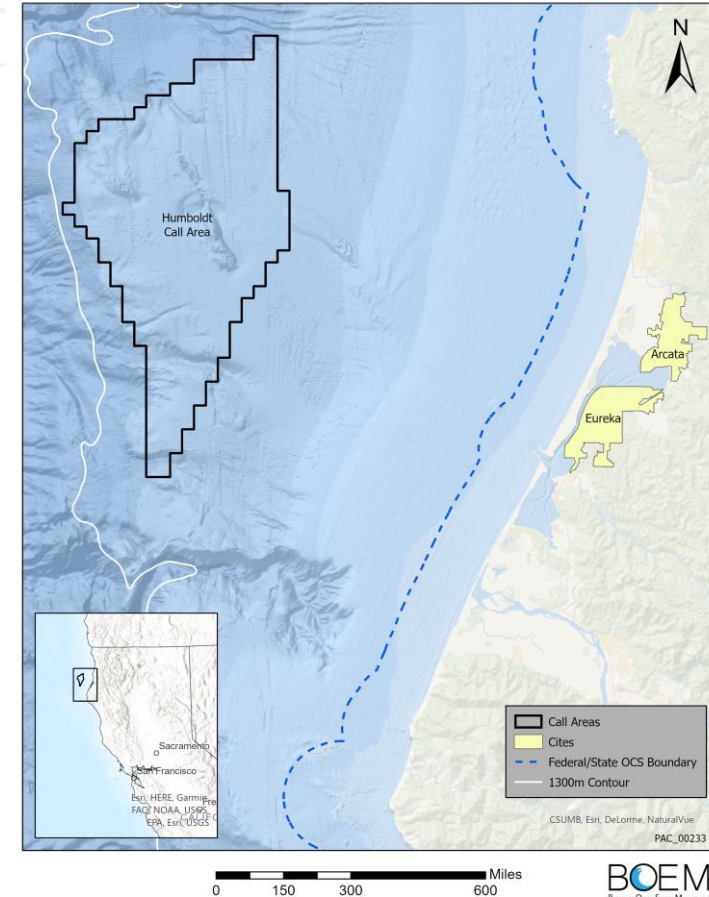 N
Humboldt
Call Area
Arcata
Eureka
Sacramento
San Francisco
Esri, HERE, Garmin,
FAO, NOAA, USGS,
EPA, Esri, USGS
Call Areas
Cites
Federal/State OCS Boundary
1300m Contour
CSUMB, Esri, DeLorme, NaturalVue
PAC_00233
Miles
0 150 300 600
BOEM